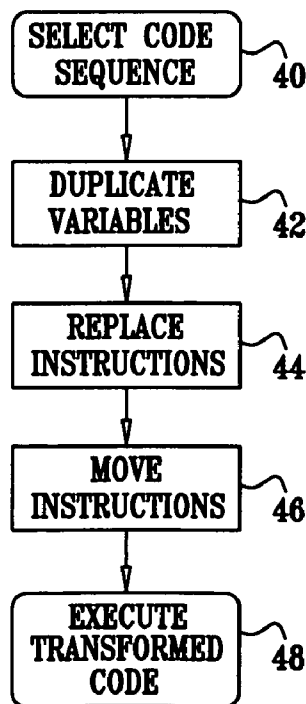 SELECT CODE
SEQUENCE
40
DUPLICATE
VARIABLES
42
REPLACE
INSTRUCTIONS
44
MOVE
INSTRUCTIONS
46
EXECUTE
TRANSFORMED
CODE
48